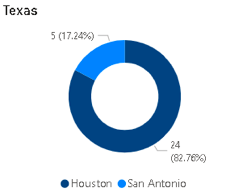 Texas
5 (17.24%)
24
(82.76%)
Houston San Antonio